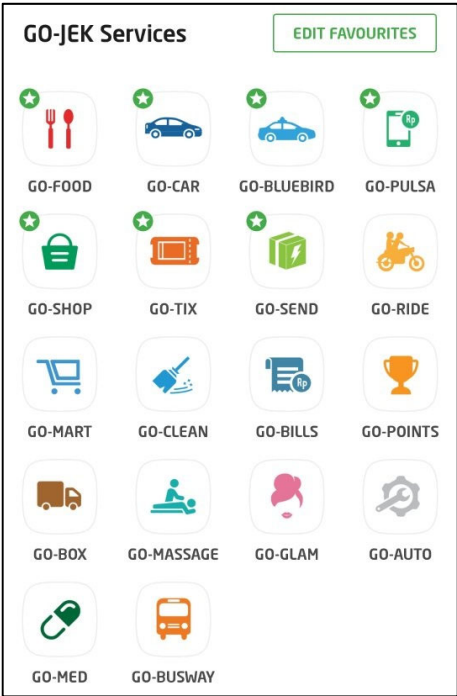 GO-JEK Services
EDIT FAVOURITES
GO-FOOD GO-CAR GO-BLUEBIRD Rp GO-PULSA
GO-SHOP GO-TIX GO-SEND GO-RIDE
GO-MART GO-CLEAN Rp GO-BILLS GO-POINTS
GO-BOX GO-MASSAGE GO-GLAM GO-AUTO
GO-MED GO-BUSWAY